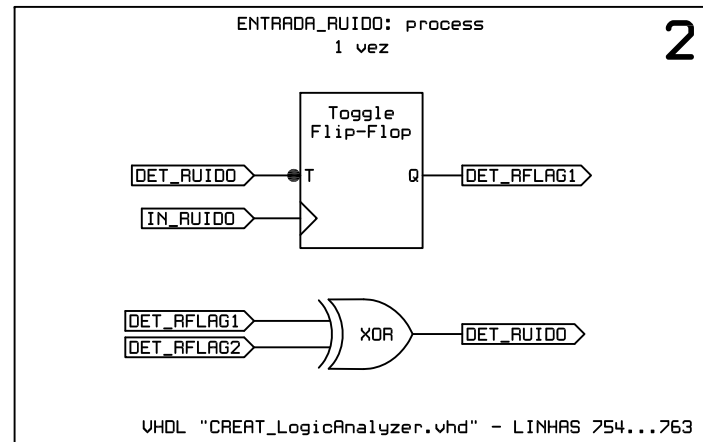 ENTRADA_RUIDO: process
1 vez
2
Toggle
Flip-Flop
DET_RUIDO
T
Q
DET_RFLAG1
IN_RUIDO
DET_RFLAG1
DET_RFLAG2
XOR
DET_RUIDO
VHDL "CREAT_LogicAnalyzer.vhd" - LINHAS 754...763